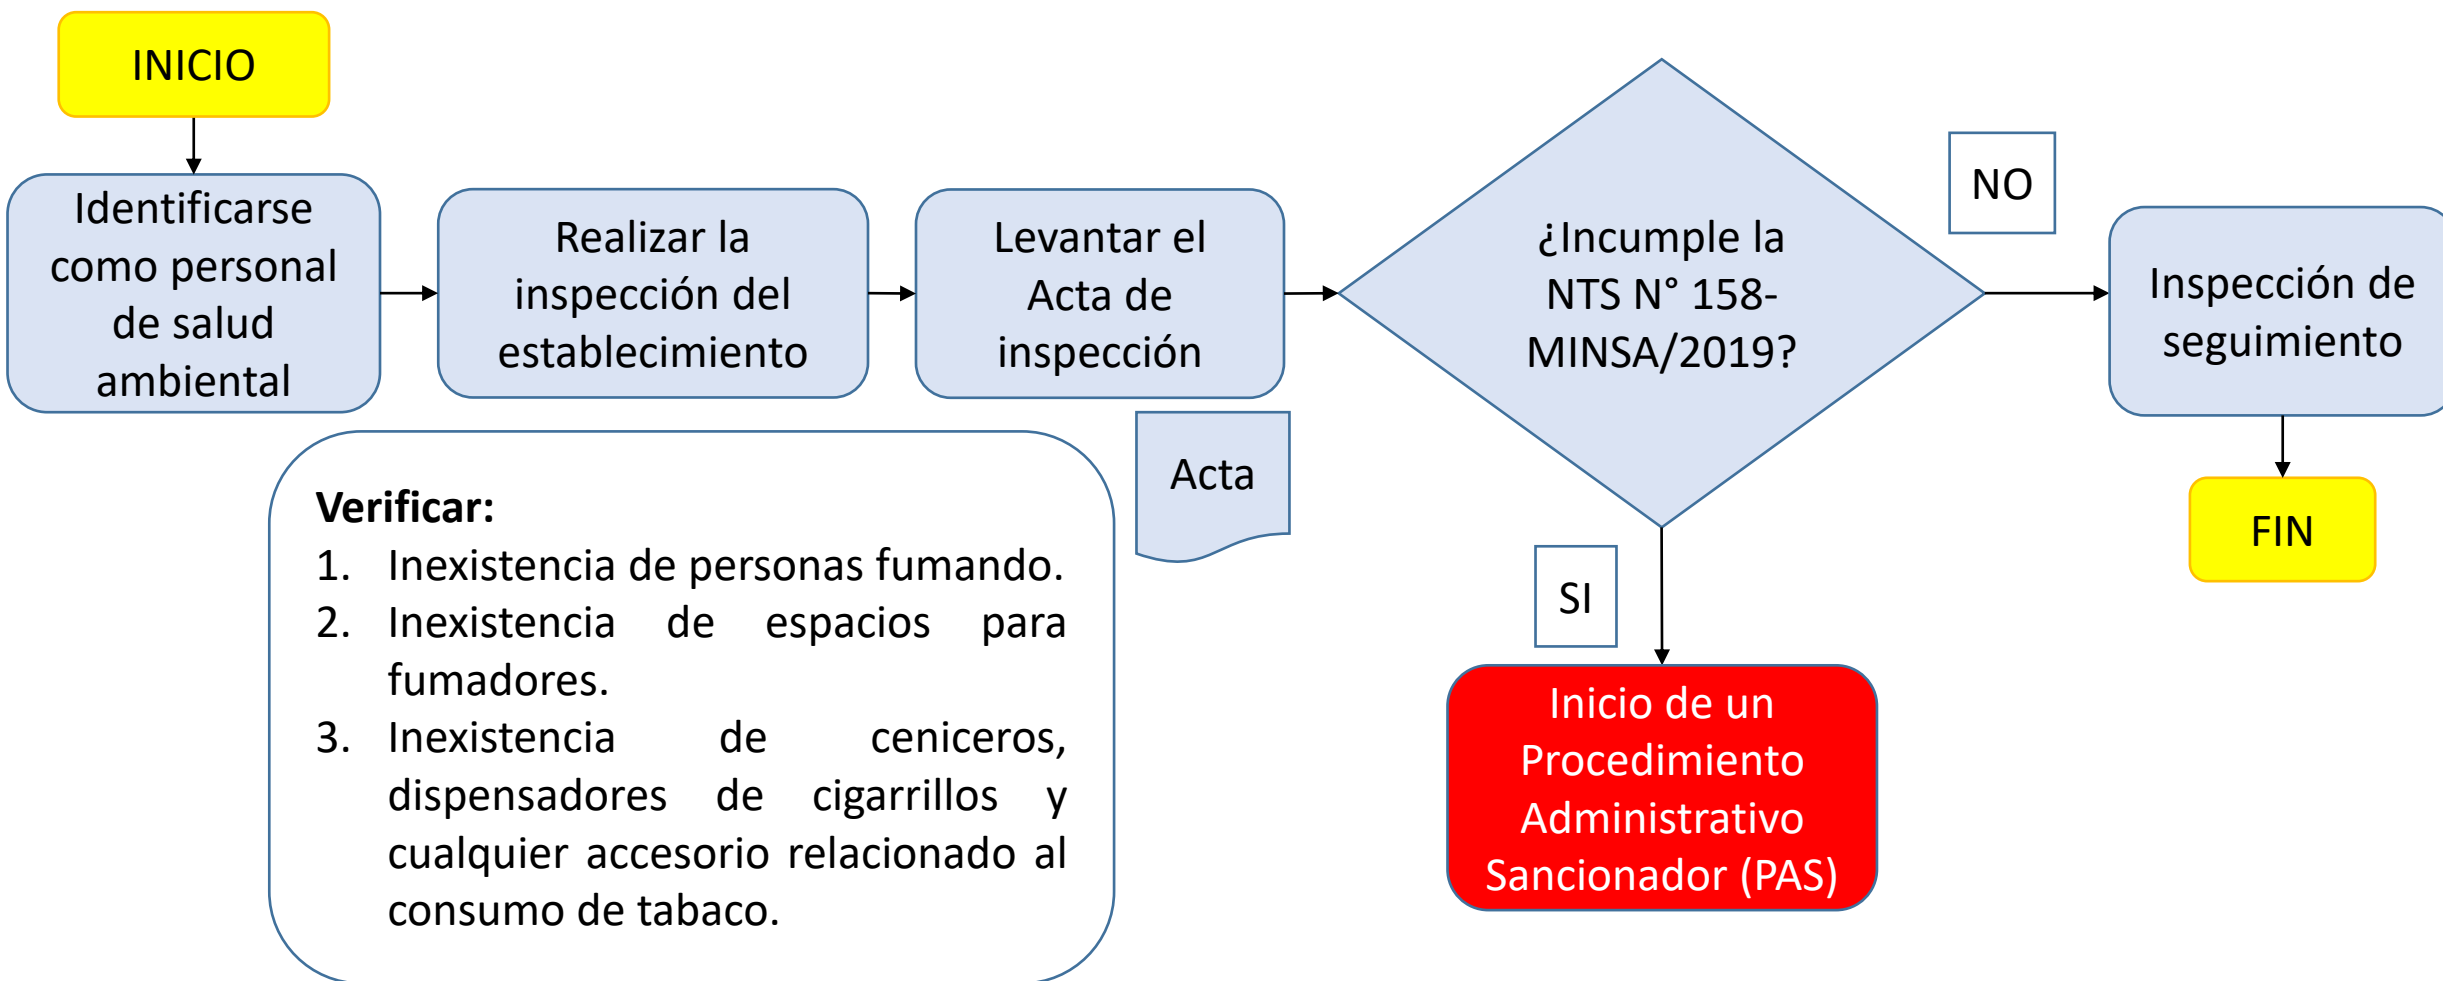 INICIO
Identificarse
como personal
de salud
ambiental
Realizar la
inspección del
establecimiento
Levantar el
Acta de
inspección
Acta
¿Incumple la
NTS N° 158-
MINSA/2019?
NO
Inspección de
seguimiento
FIN
SI
Inicio de un
Procedimiento
Administrativo
Sancionador (PAS)
Verificar:
1. Inexistencia de personas fumando.
2. Inexistencia de espacios para
fumadores.
3. Inexistencia de ceniceros,
dispensadores de cigarrillos y
cualquier accesorio relacionado al
consumo de tabaco.